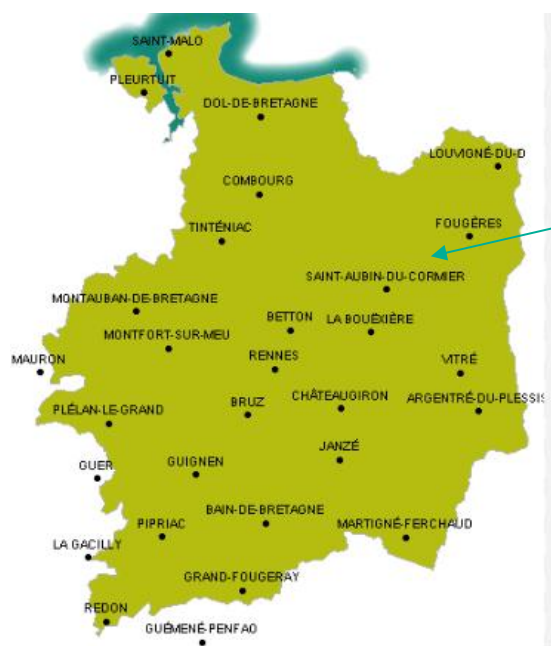 SAINT-MALO
PLEURTUIT
DOL-DE-BRETAGNE
LOUVIGNÉ-DU-D
COMBOURG
FOUGÈRES
TINTÉNIAC
SAINT-AUBIN-DU-CORMIER
MONTAUBAN-DE-BRETAGNE
BETTON
LA BOUËXIÈRE
MONTFORT-SUR-MEU
RENNES
MAURON
VITRÉ
CHÂTEAUGIRON
ARGENTRÉ-DU-PLESSIS
BRUZ
PLÉLAN-LE-GRAND
JANZÉ
GUER
GUIGNEN
BAIN-DE-BRETAGNE
PIPRIAC
MARTIGNÉ-FERCHAUD
LA GACILLY
GRAND-FOUGERAY
REDON
GUÉMENÉ-PENFAO